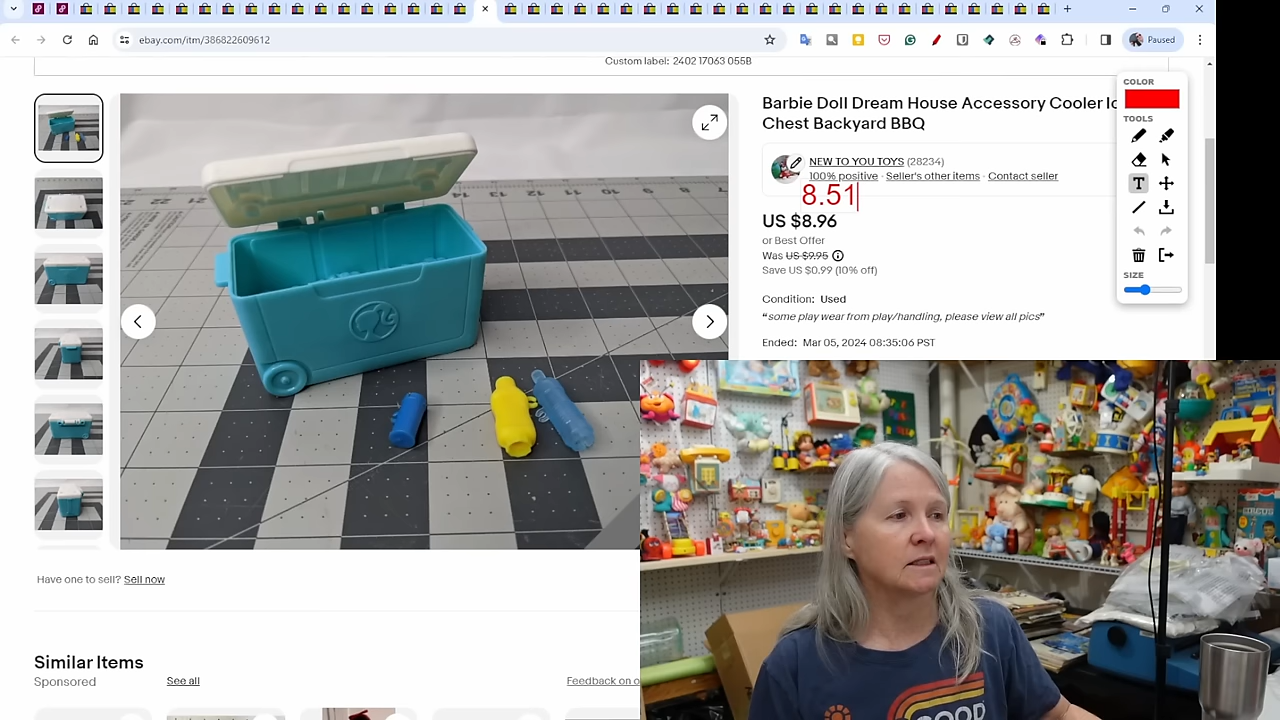 ebay.com/itm/386822609612
Paused
Custom label: 2402 17063 055B
Barbie Doll Dream House Accessory Cooler Ic
Chest Backyard BBQ
NEW TO YOU TOYS (28234)
100% positive · Seller's other items · Contact seller
8.51
US $8.96
or Best Offer
Was US $9.95
Save US $0.99 (10% off)
Condition: Used
“some play wear from play/handling, please view all pics”
Ended: Mar 05, 2024 08:35:06 PST
COLOR
TOOLS
T
SIZE
Have one to sell? Sell now
Similar Items
Sponsored
See all
Feedback on o
CIRCUS
GOOD